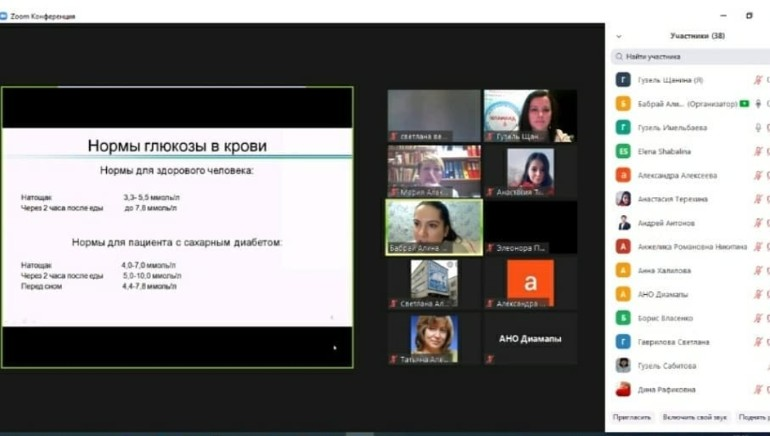 Zoom Конференция
Нормы глюкозы в крови
Нормы для здорового человека:
Натощак 3,3- 5,5 ммоль/л
Через 2 часа после еды до 7,8 ммоль/л
Нормы для пациента с сахарным диабетом:
Натощак 4,0-7,0 ммоль/л
Через 2 часа после еды 5,0-10,0 ммоль/л
Перед сном 4,4-7,8 ммоль/л
светлана ва...
Гузель Щен...
Мария Алек...
Анастасия Т...
Бабрай Алина
Элеонора П...
Светлана Ал...
а
Александра ...
Татьяна Але...
АНО Диамапы
Участники (38)
Найти участника
Г Гузель Щенина (Я)
Б Бабрай Али... (Организатор)
Г Гузель Имельбаева
ES Elena Shabalina
а Александра Алексеева
Анастасия Терехина
Андрей Антонов
А Анжелика Романовна Никитина
А Анна Халилова
А АНО Диамапы
Б Борис Власенко
Г Гаврилова Светлана
Гузель Сабитова
Дина Рафиковна
Пригласить Включить свой звук Поднять р